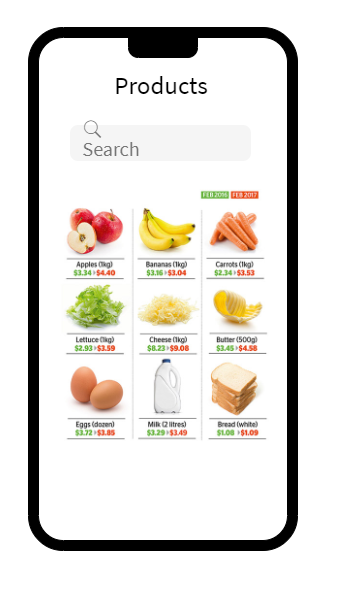 Products
Search
FEB 2016 FEB 2017
Apples (1kg) Bananas (1kg) Carrots (1kg)
$3.34 > $4.40 $3.16 > $3.04 $2.34 > $3.53
Lettuce (1kg) Cheese (1kg) Butter (500g)
$2.93 > $3.59 $8.23 > $9.08 $3.45 > $4.58
Eggs (dozen) Milk (2 litres) Bread (white)
$3.72 > $3.85 $3.29 > $3.49 $1.08 > $1.09